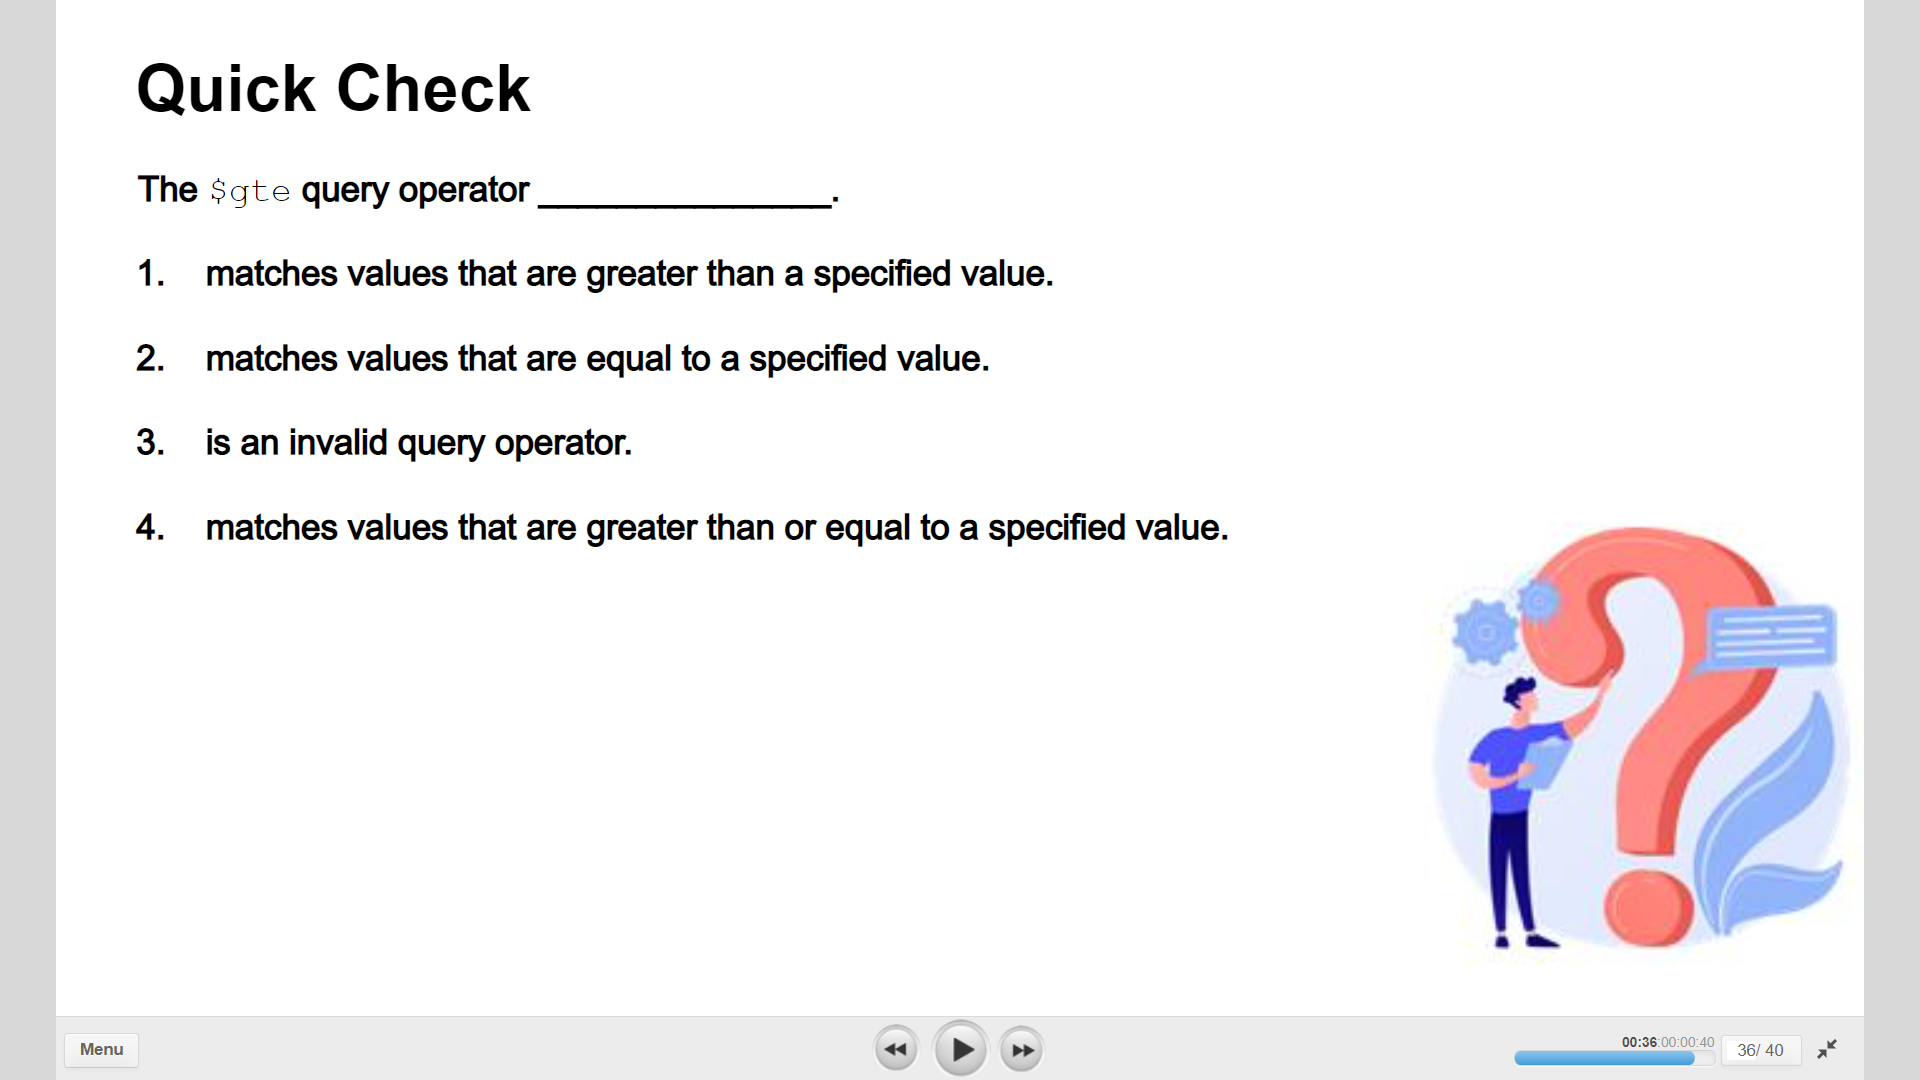 Quick Check
The $gte query operator _______________.
1. matches values that are greater than a specified value.
2. matches values that are equal to a specified value.
3. is an invalid query operator.
4. matches values that are greater than or equal to a specified value.
Menu
00:36:00:00:40
36/ 40